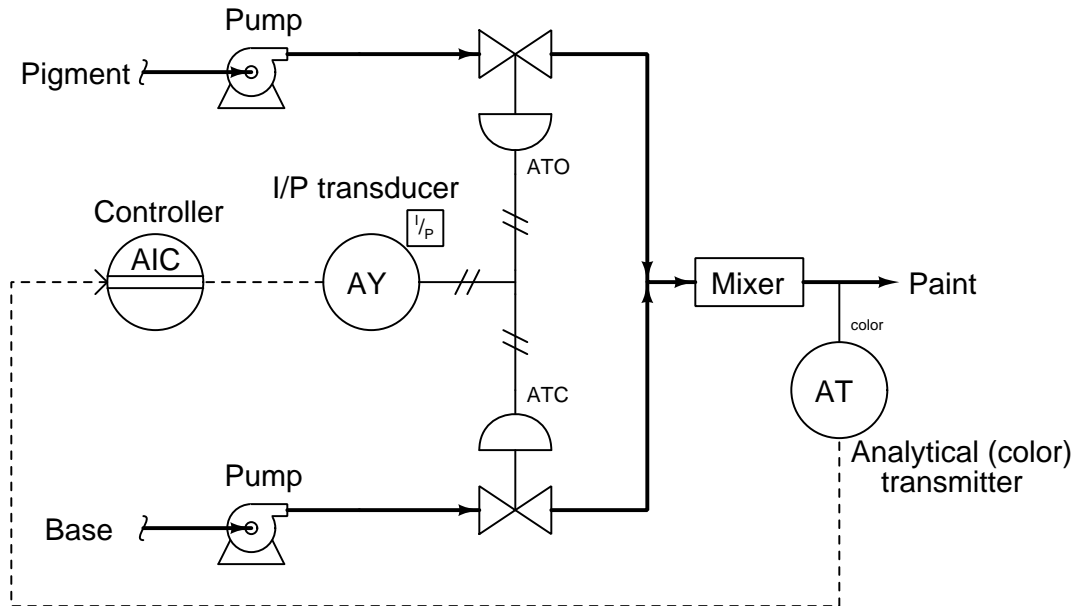 Pump
Pigment
ATO
I/P transducer
I/P
Controller
AIC
AY
Mixer
Paint
color
AT
ATC
Analytical (color)
transmitter
Pump
Base